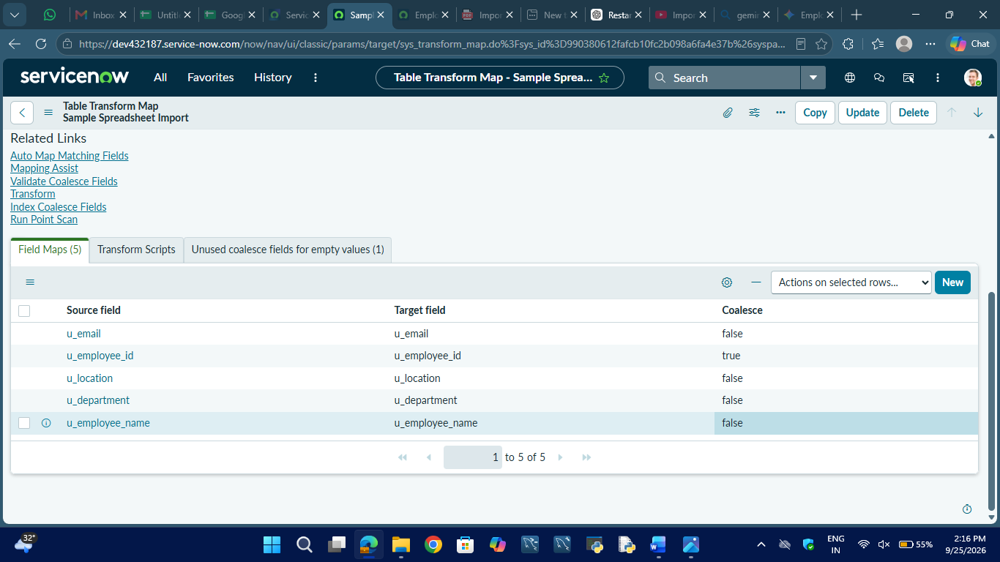 Inbox
Untitl
Goog
Servic
Sampl
Emplo
Impor
New t
Restar
Impor
gemir
Emplo
https://dev432187.service-now.com/now/nav/ui/classic/params/target/sys_transform_map.do%3Fsys_id%3D990380612fafcb10fc2b098a6fa4e37b%26syspa...
Chat
servicenow All Favorites History Table Transform Map - Sample Sprea... Search
Table Transform Map
Sample Spreadsheet Import
Copy Update Delete
Related Links
Auto Map Matching Fields
Mapping Assist
Validate Coalesce Fields
Transform
Index Coalesce Fields
Run Point Scan
Field Maps (5) Transform Scripts Unused coalesce fields for empty values (1)
Actions on selected rows... New
Source field Target field Coalesce
u_email u_email false
u_employee_id u_employee_id true
u_location u_location false
u_department u_department false
u_employee_name u_employee_name false
1 to 5 of 5
32°
ENG
IN
55%
2:16 PM
9/25/2026